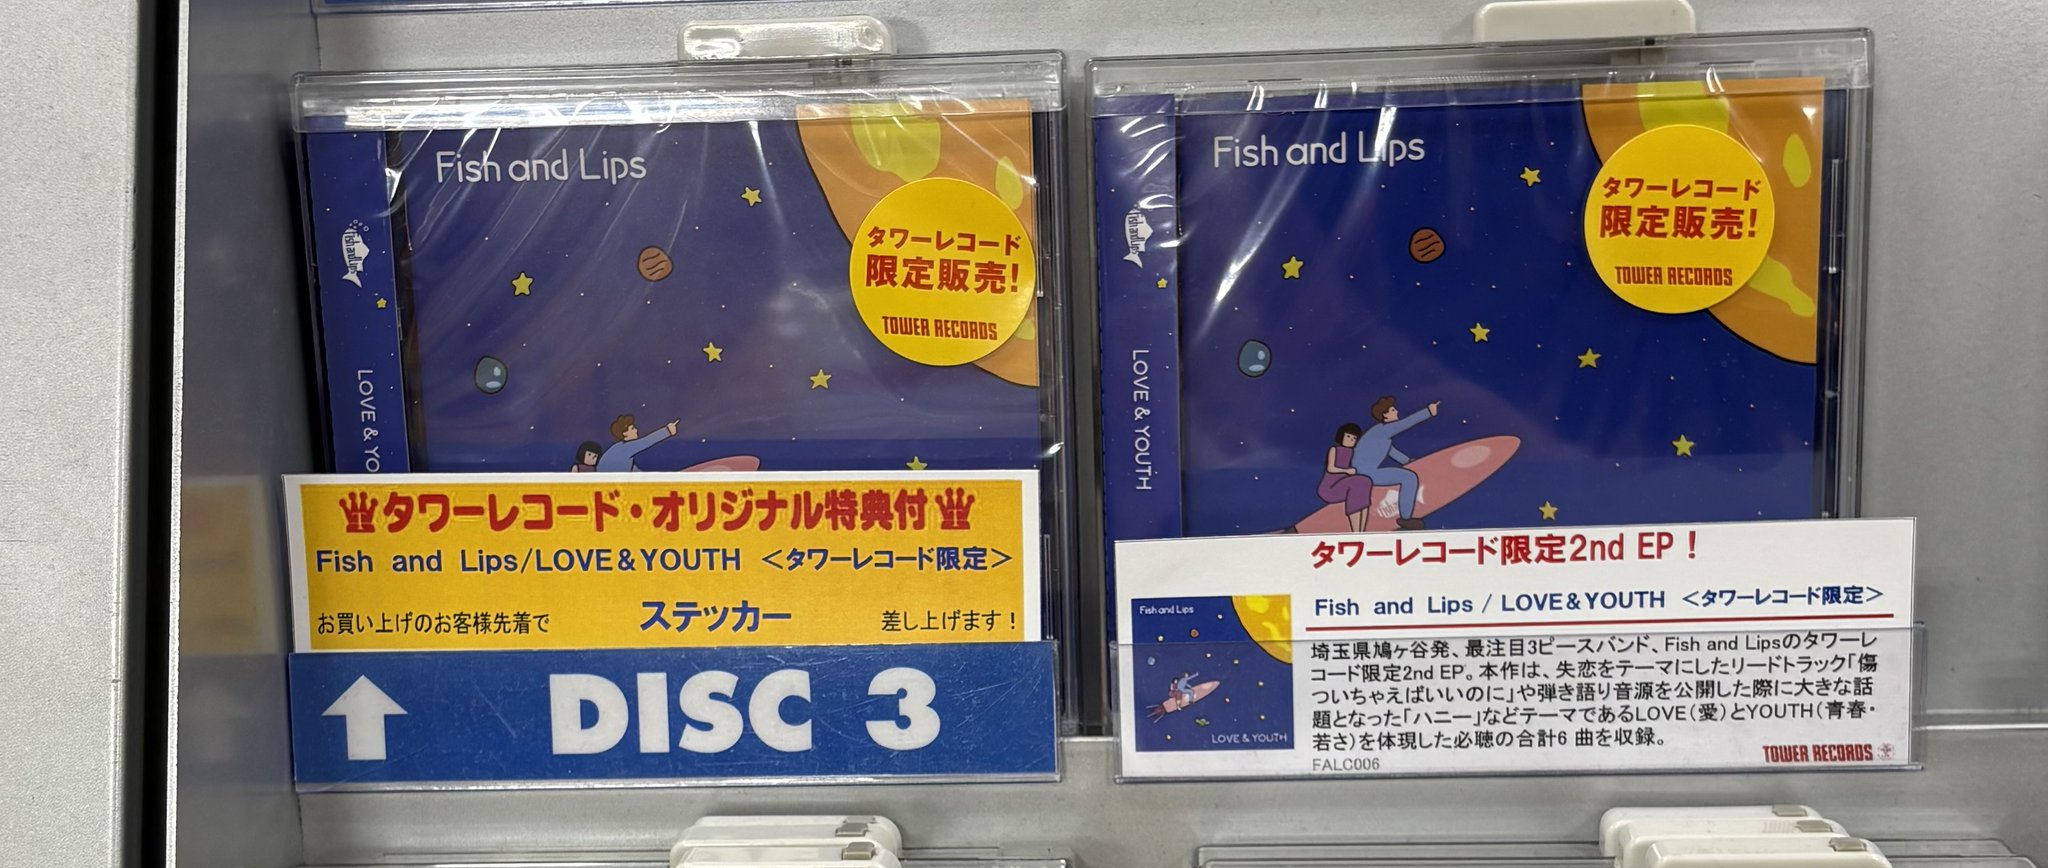 Fish and Lips
タワーレコード
限定販売!
TOWER RECORDS
Fish and Lips
LOVE & YO
タワーレコード・オリジナル特典付
Fish and Lips/LOVE&YOUTH <タワーレコード限定>
お買い上げのお客様先着で ステッカー 差し上げます!
DISC 3
Fish and Lips
タワーレコード
限定販売!
TOWER RECORDS
Fish and Lips
LOVE & YOUTH
タワーレコード限定2nd EP!
Fish and Lips / LOVE&YOUTH <タワーレコード限定>
Fish and Lips
LOVE & YOUTH
埼玉県鳩ヶ谷発、最注目3ピースバンド、Fish and Lipsのタワーレ
コード限定2nd EP。本作は、失恋をテーマにしたリードトラック「傷
ついちゃえばいいのに」や弾き語り音源を公開した際に大きな話
題となった「ハニー」などテーマであるLOVE(愛)とYOUTH(青春・
若さ)を体現した必聴の合計6 曲を収録。
FALC006
TOWER RECORDS